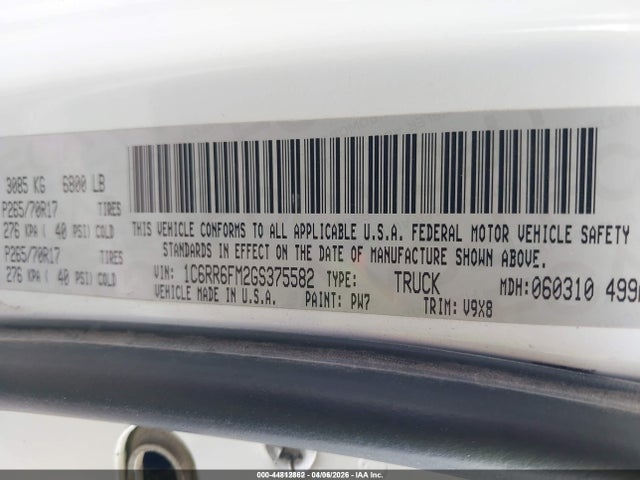 3085 KG 6800 LB
P265/70R17 TIRES
276 KPA ( 40 PSI) COLD
P265/70R17 TIRES
276 KPA ( 40 PSI) COLD
THIS VEHICLE CONFORMS TO ALL APPLICABLE U.S.A. FEDERAL MOTOR VEHICLE SAFETY
STANDARDS IN EFFECT ON THE DATE OF MANUFACTURE SHOWN ABOVE.
VIN: 1C6RR6FM2GS375582 TYPE: TRUCK MDH:060310 499
VEHICLE MADE IN U.S.A. PAINT: PW7 TRIM: V9X8
000-44812862 - 04/06/2026 - IAA Inc.